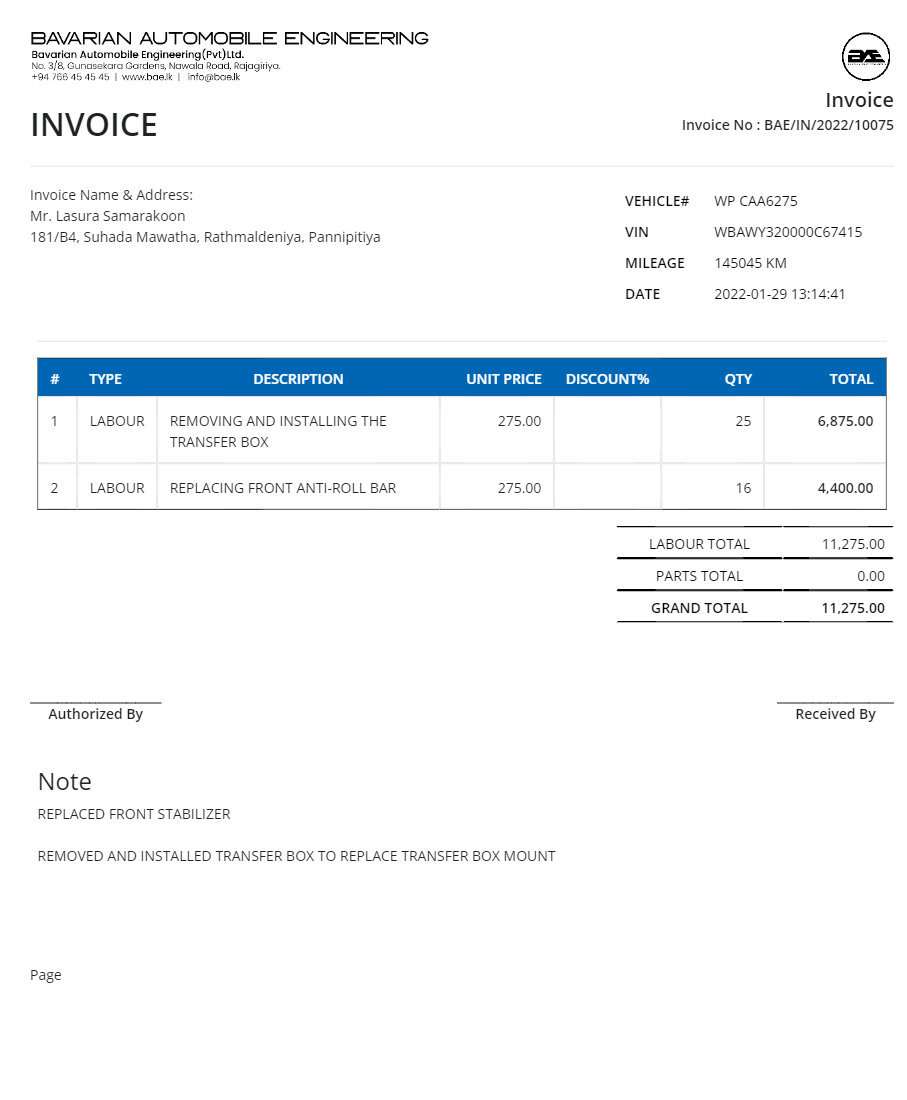 BAVARIAN AUTOMOBILE ENGINEERING
Bavarian Automobile Engineering(Pvt)Ltd.
No. 3/8, Gunasekara Gardens, Nawala Road, Rajagiriya.
+94 766 45 45 45 | www.bae.lk | info@bae.lk
BAE
Invoice
INVOICE
Invoice No : BAE/IN/2022/10075
Invoice Name & Address:
Mr. Lasura Samarakoon
181/B4, Suhada Mawatha, Rathmaldeniya, Pannipitiya
VEHICLE# WP CAA6275
VIN WBAWY320000C67415
MILEAGE 145045 KM
DATE 2022-01-29 13:14:41
# TYPE DESCRIPTION UNIT PRICE DISCOUNT% QTY TOTAL
1 LABOUR REMOVING AND INSTALLING THE 275.00 25 6,875.00
TRANSFER BOX
2 LABOUR REPLACING FRONT ANTI-ROLL BAR 275.00 16 4,400.00
LABOUR TOTAL 11,275.00
PARTS TOTAL 0.00
GRAND TOTAL 11,275.00
Authorized By Received By
Note
REPLACED FRONT STABILIZER
REMOVED AND INSTALLED TRANSFER BOX TO REPLACE TRANSFER BOX MOUNT
Page